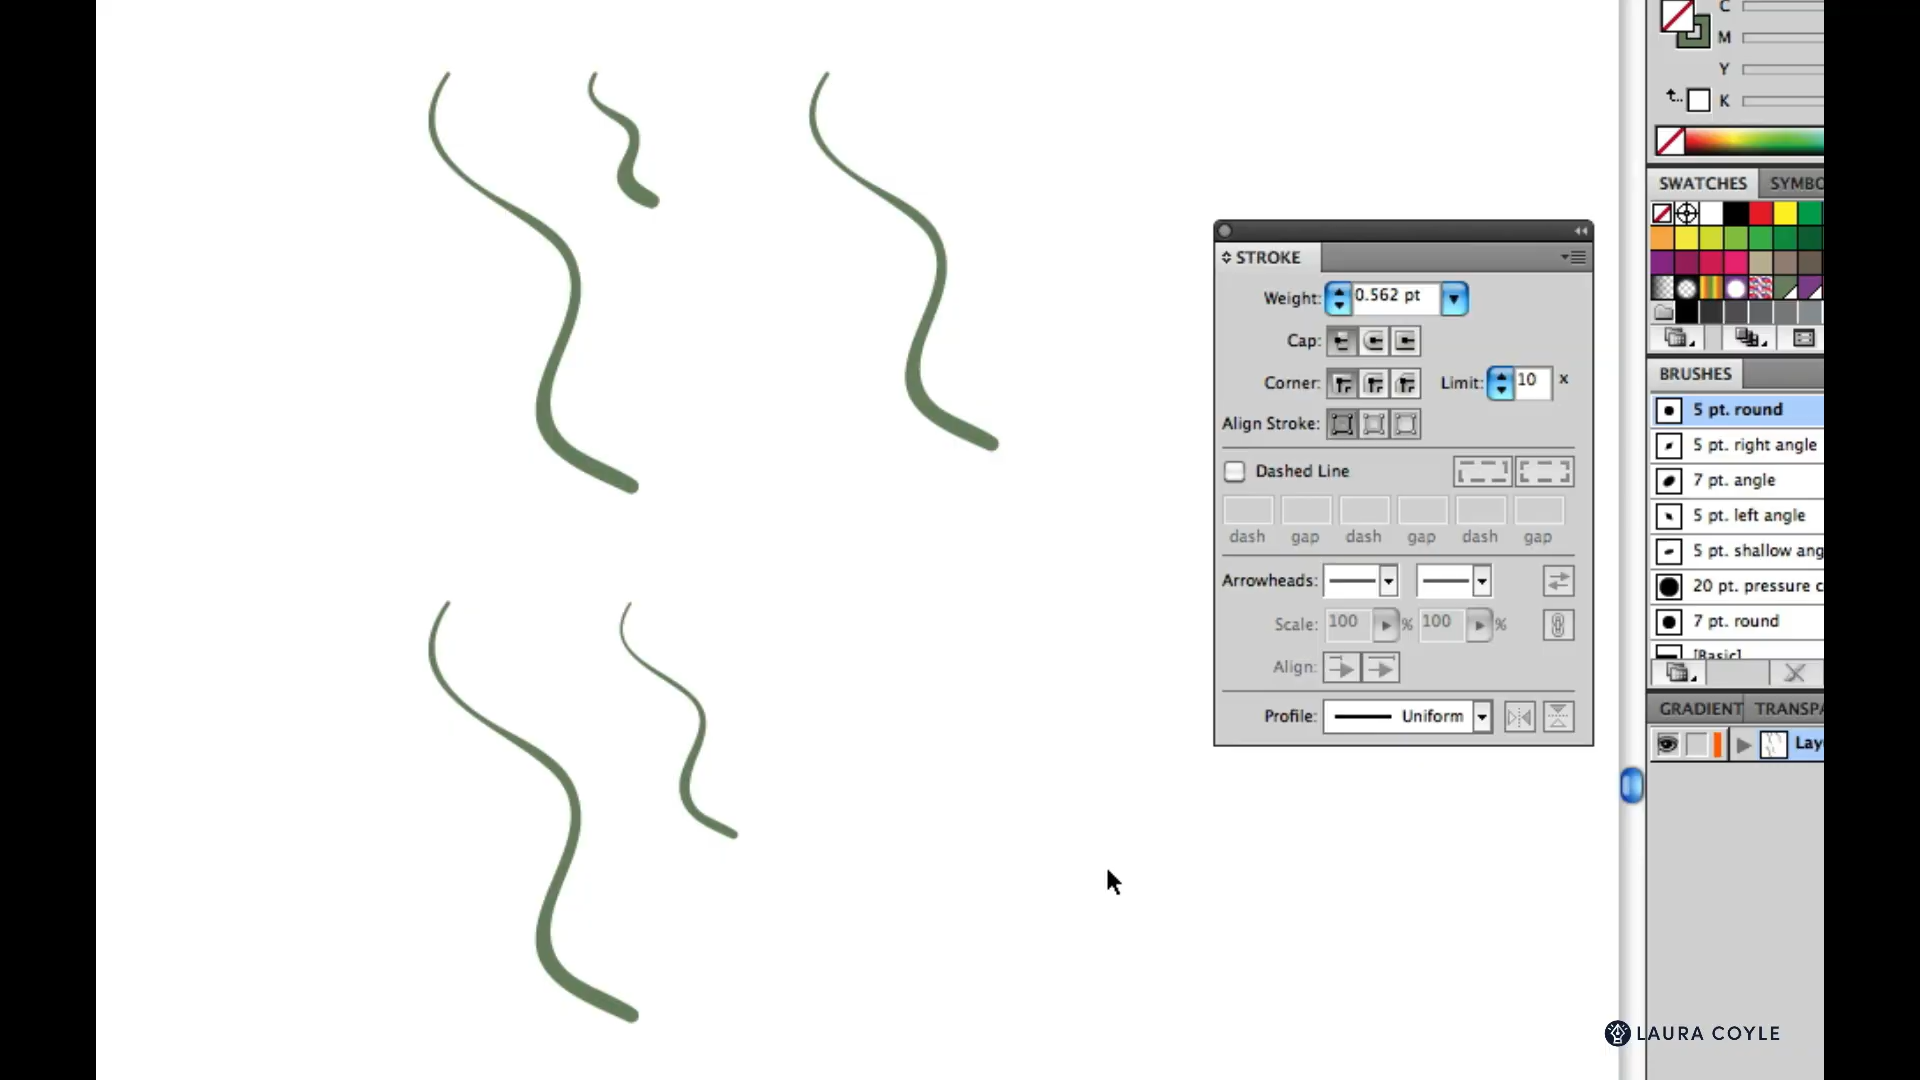 C
M
Y
K
SWATCHES SYMBO
STROKE
Weight: 0.562 pt
Cap:
Corner: Limit: 10 x
Align Stroke:
Dashed Line
dash gap dash gap dash gap
Arrowheads:
Scale: 100 % 100 %
Align:
Profile: Uniform
BRUSHES
5 pt. round
5 pt. right angle
7 pt. angle
5 pt. left angle
5 pt. shallow ang
20 pt. pressure c
7 pt. round
[Basic]
GRADIENT TRANSPA
Lay
LAURA COYLE